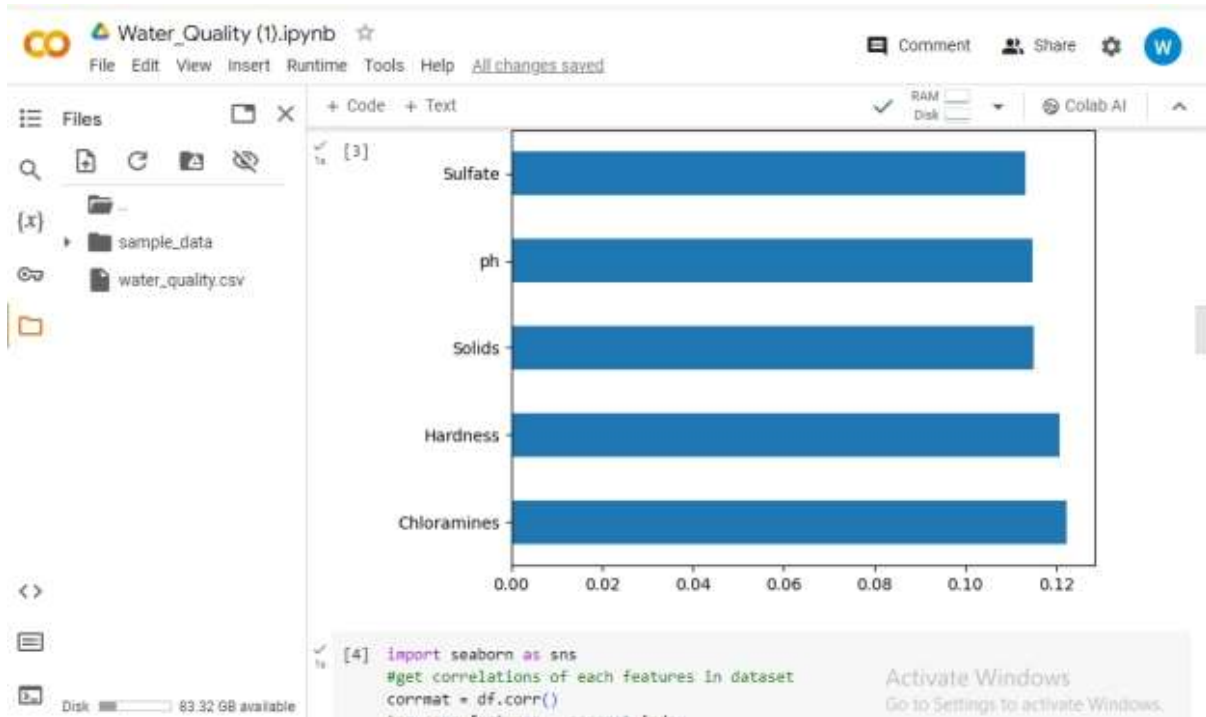 Water_Quality (1).ipynb
File Edit View Insert Runtime Tools Help All changes saved
Comment Share W
Files
+ Code + Text
RAM
Disk
Colab AI
{x}
..
sample_data
water_quality.csv
[3]
1s
Sulfate
ph
Solids
Hardness
Chloramines
0.00 0.02 0.04 0.06 0.08 0.10 0.12
[4] import seaborn as sns
1s
#get correlations of each features in dataset
corrmat = df.corr()
Activate Windows
Go to Settings to activate Windows.
Disk 83.32 GB available